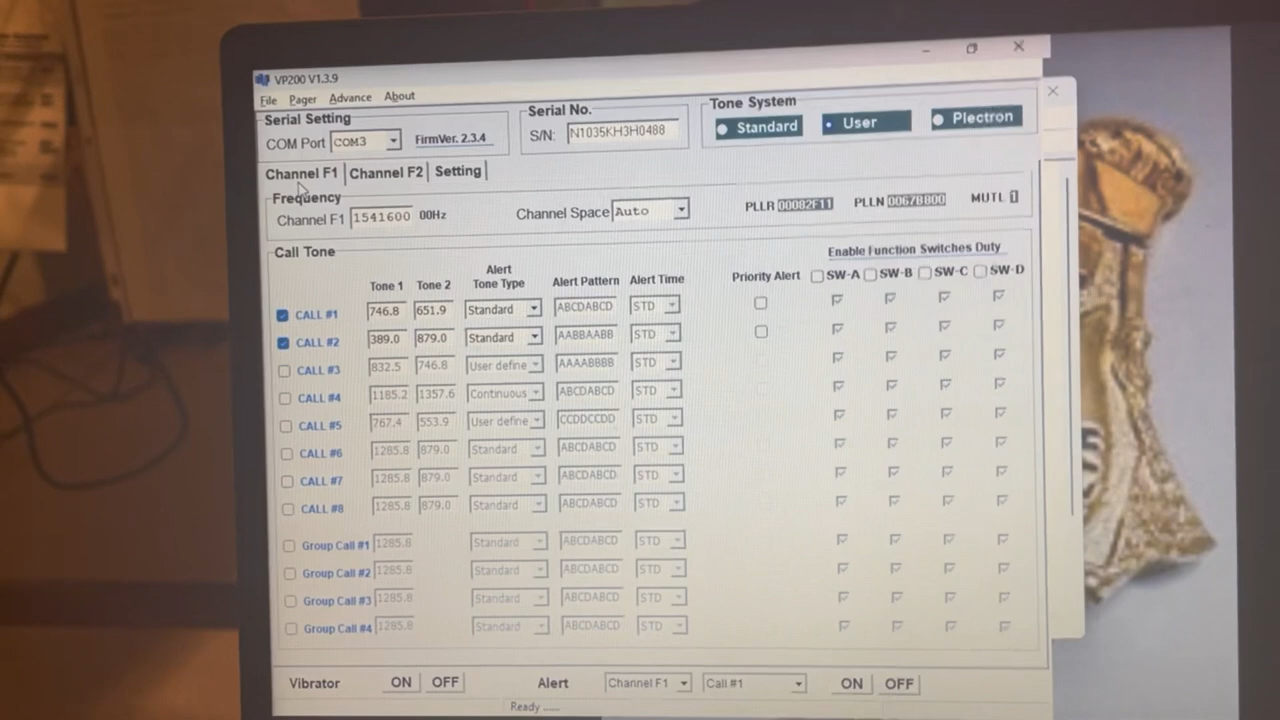 VP200 V1.3.9
File Pager Advance About
Serial Setting
COM Port COM3 FirmVer. 2.3.4
Serial No.
S/N: N1035KH3H0488
Tone System
Standard User Plectron
Channel F1 Channel F2 Setting
Frequency
Channel F1 1541600 00Hz Channel Space Auto PLLR 00082F11 PLLN 0067B800 MUTL 1
Call Tone
Enable Function Switches Duty
Tone 1 Tone 2 Alert Tone Type Alert Pattern Alert Time Priority Alert SW-A SW-B SW-C SW-D
CALL #1 746.8 651.9 Standard ABCDABCD STD
CALL #2 389.0 879.0 Standard AABBAABB STD
CALL #3 832.5 746.8 User define AAAABBBB STD
CALL #4 1185.2 1357.6 Continuous ABCDABCD STD
CALL #5 767.4 553.9 User define CCDDCCDD STD
CALL #6 1285.8 879.0 Standard ABCDABCD STD
CALL #7 1285.8 879.0 Standard ABCDABCD STD
CALL #8 1285.8 879.0 Standard ABCDABCD STD
Group Call #1 1285.8 Standard ABCDABCD STD
Group Call #2 1285.8 Standard ABCDABCD STD
Group Call #3 1285.8 Standard ABCDABCD STD
Group Call #4 1285.8 Standard ABCDABCD STD
Vibrator ON OFF Alert Channel F1 Call #1 ON OFF
Ready .....